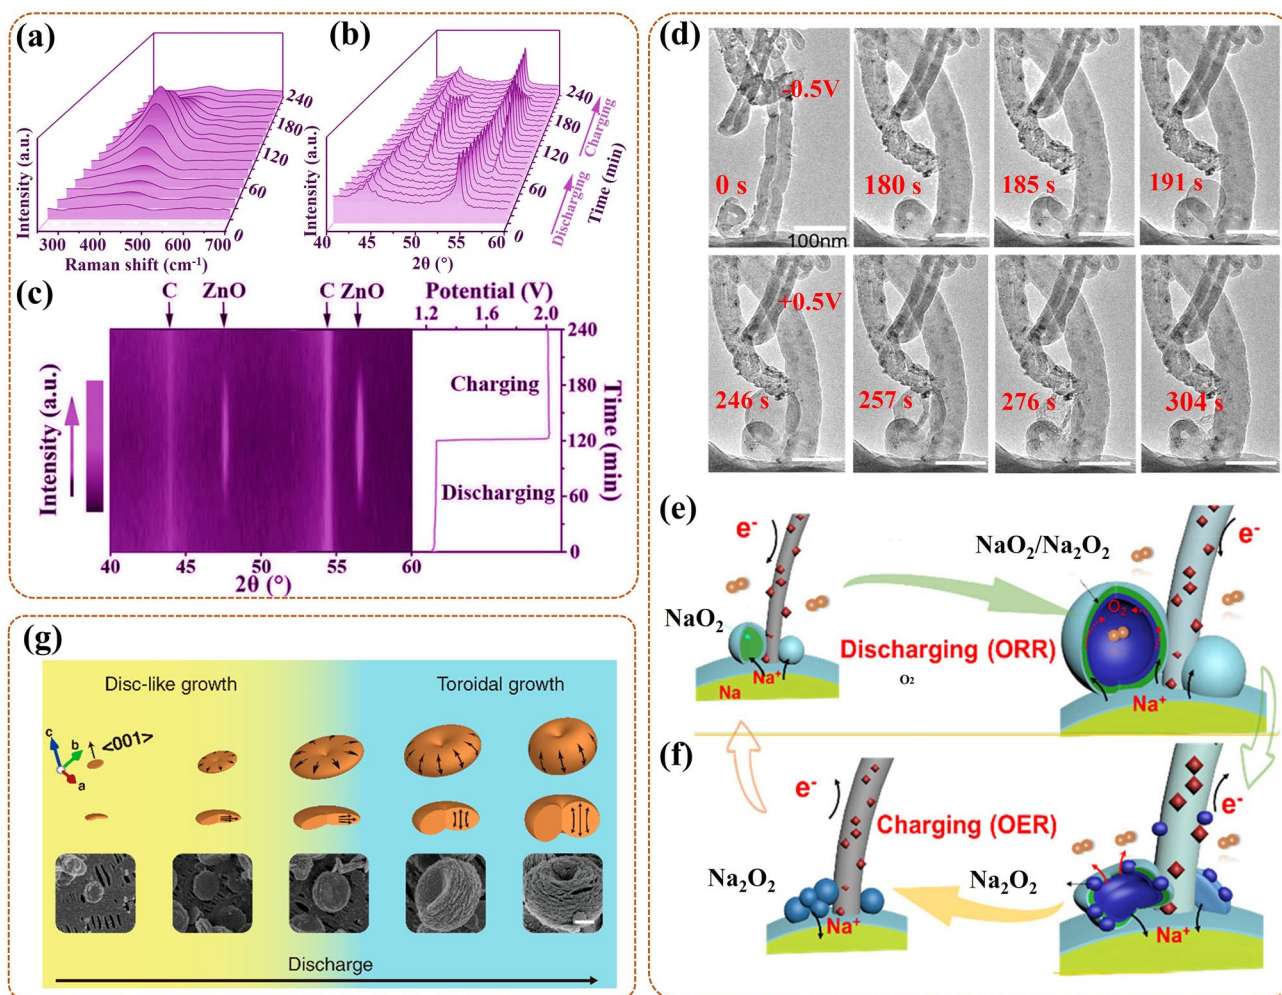 (a)
Intensity (a.u.)
240
180
120
60
0
300 400 500 600 700
Raman shift (cm-1)
(b)
Intensity (a.u.)
240
180
120
60
0
Charging
Discharging
Time (min)
40 45 50 55 60
2θ (°)
(c)
C ZnO C ZnO
Potential (V)
1.2 1.6 2.0
Intensity (a.u.)
240
180
120
60
0
Charging
Discharging
Time (min)
40 45 50 55 60
2θ (°)
(d)
-0.5V
0 s
100nm
180 s
185 s
191 s
+0.5V
246 s
257 s
276 s
304 s
(e)
e-
NaO2
Na
Na+
Discharging (ORR)
O2
NaO2/Na2O2
O2
e-
Na+
(f)
e-
Charging (OER)
Na2O2
Na+
Na2O2
e-
Na+
(g)
Disc-like growth
Toroidal growth
c
b
a
<001>
Discharge